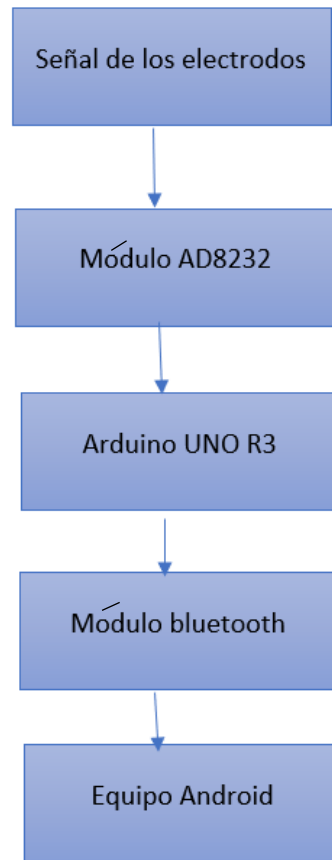 Señal de los electrodos
Módulo AD8232
Arduino UNO R3
Módulo bluetooth
Equipo Android